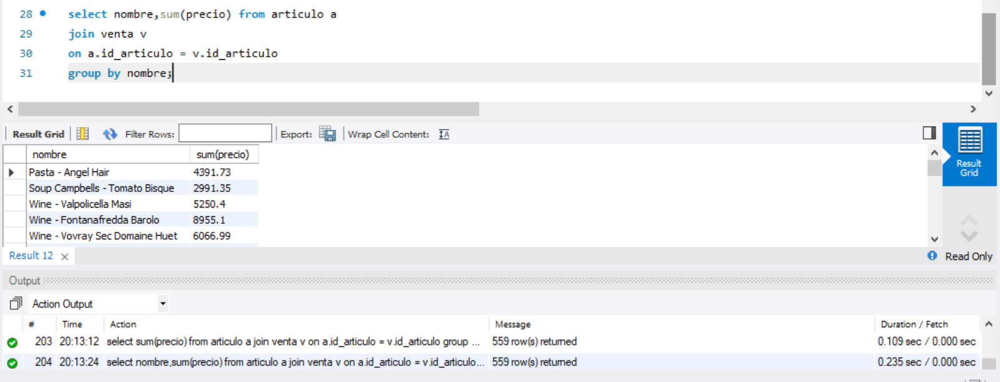 28 select nombre,sum(precio) from articulo a
29 join venta v
30 on a.id_articulo = v.id_articulo
31 group by nombre;
Result Grid Filter Rows: Export: Wrap Cell Content: IA
nombre sum(precio)
Pasta - Angel Hair 4391.73
Soup Campbells - Tomato Bisque 2991.35
Wine - Valpolicella Masi 5250.4
Wine - Fontanafredda Barolo 8955.1
Wine - Vovray Sec Domaine Huet 6066.99
Result
Grid
Result 12 × Read Only
Output
Action Output
# Time Action Message Duration / Fetch
203 20:13:12 select sum(precio) from articulo a join venta v on a.id_articulo = v.id_articulo group ... 559 row(s) returned 0.109 sec / 0.000 sec
204 20:13:24 select nombre,sum(precio) from articulo a join venta v on a.id_articulo = v.id_articulo... 559 row(s) returned 0.235 sec / 0.000 sec